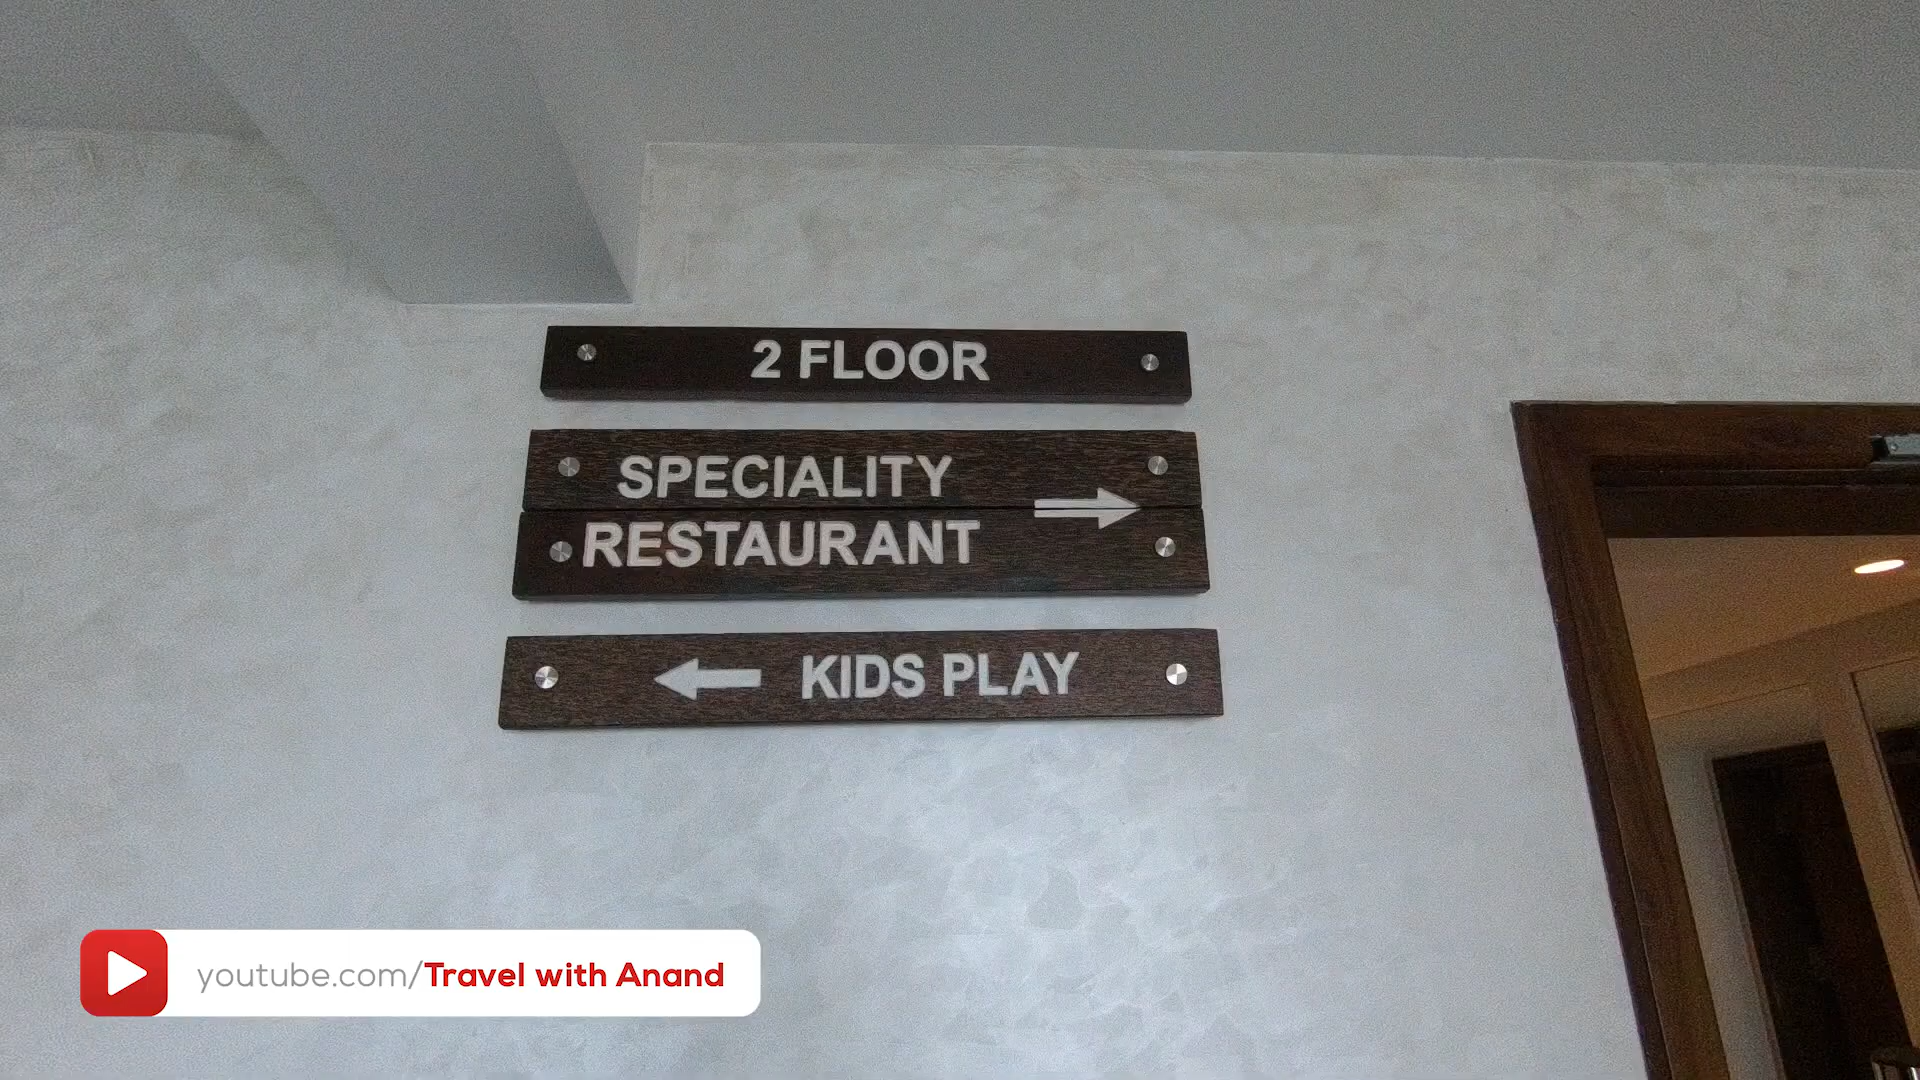 2 FLOOR
SPECIALITY
RESTAURANT
KIDS PLAY
youtube.com/Travel with Anand